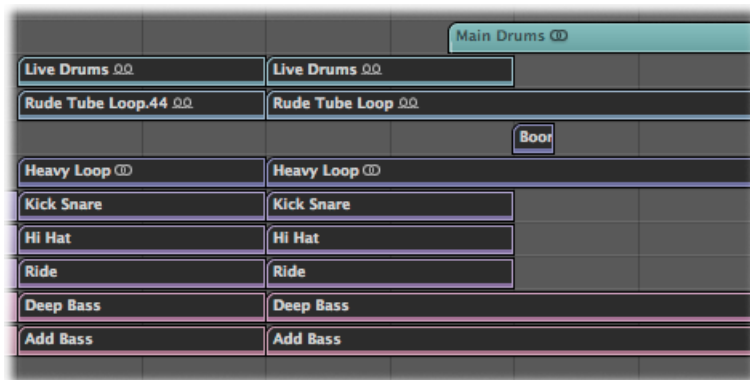 Main Drums
Live Drums Live Drums
Rude Tube Loop.44 Rude Tube Loop
Heavy Loop Heavy Loop
Kick Snare Kick Snare
Hi Hat Hi Hat
Ride Ride
Deep Bass Deep Bass
Add Bass Add Bass